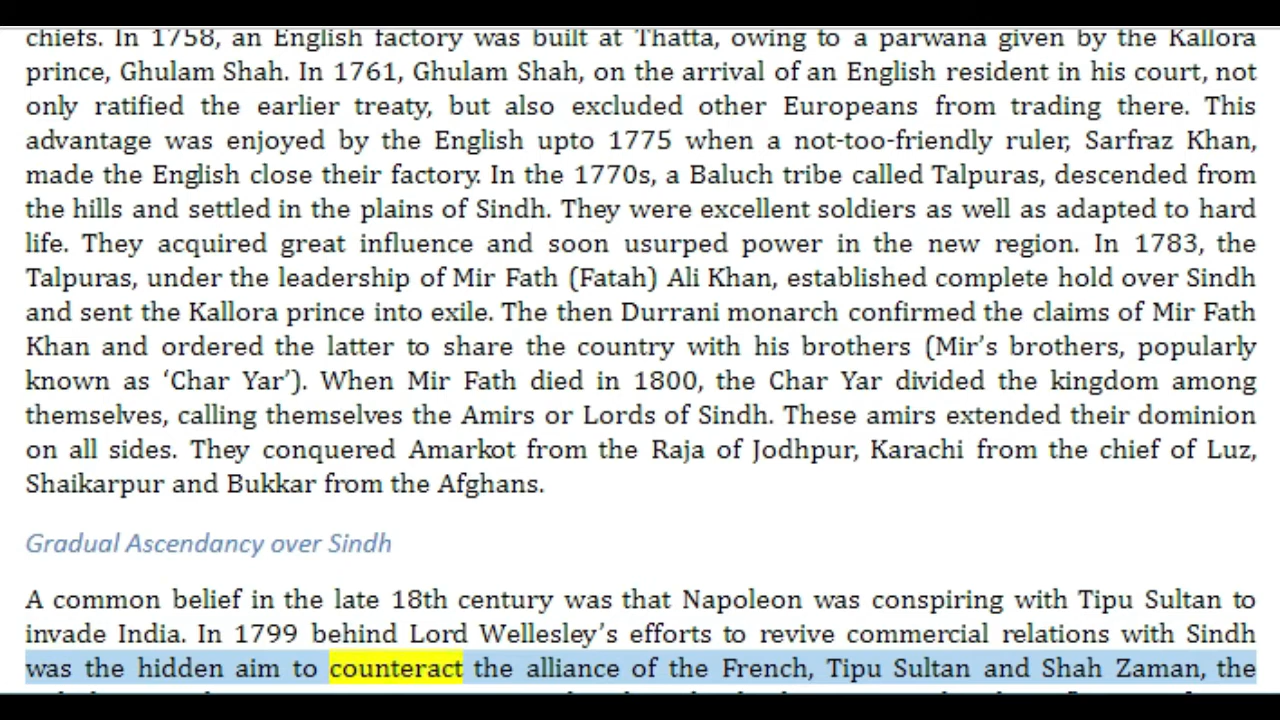 chiefs. In 1758, an English factory was built at Thatta, owing to a parwana given by the Kallora
prince, Ghulam Shah. In 1761, Ghulam Shah, on the arrival of an English resident in his court, not
only ratified the earlier treaty, but also excluded other Europeans from trading there. This
advantage was enjoyed by the English upto 1775 when a not-too-friendly ruler, Sarfraz Khan,
made the English close their factory. In the 1770s, a Baluch tribe called Talpuras, descended from
the hills and settled in the plains of Sindh. They were excellent soldiers as well as adapted to hard
life. They acquired great influence and soon usurped power in the new region. In 1783, the
Talpuras, under the leadership of Mir Fath (Fatah) Ali Khan, established complete hold over Sindh
and sent the Kallora prince into exile. The then Durrani monarch confirmed the claims of Mir Fath
Khan and ordered the latter to share the country with his brothers (Mir’s brothers, popularly
known as ‘Char Yar’). When Mir Fath died in 1800, the Char Yar divided the kingdom among
themselves, calling themselves the Amirs or Lords of Sindh. These amirs extended their dominion
on all sides. They conquered Amarkot from the Raja of Jodhpur, Karachi from the chief of Luz,
Shaikarpur and Bukkar from the Afghans.
Gradual Ascendancy over Sindh
A common belief in the late 18th century was that Napoleon was conspiring with Tipu Sultan to
invade India. In 1799 behind Lord Wellesley’s efforts to revive commercial relations with Sindh
was the hidden aim to counteract the alliance of the French, Tipu Sultan and Shah Zaman, the